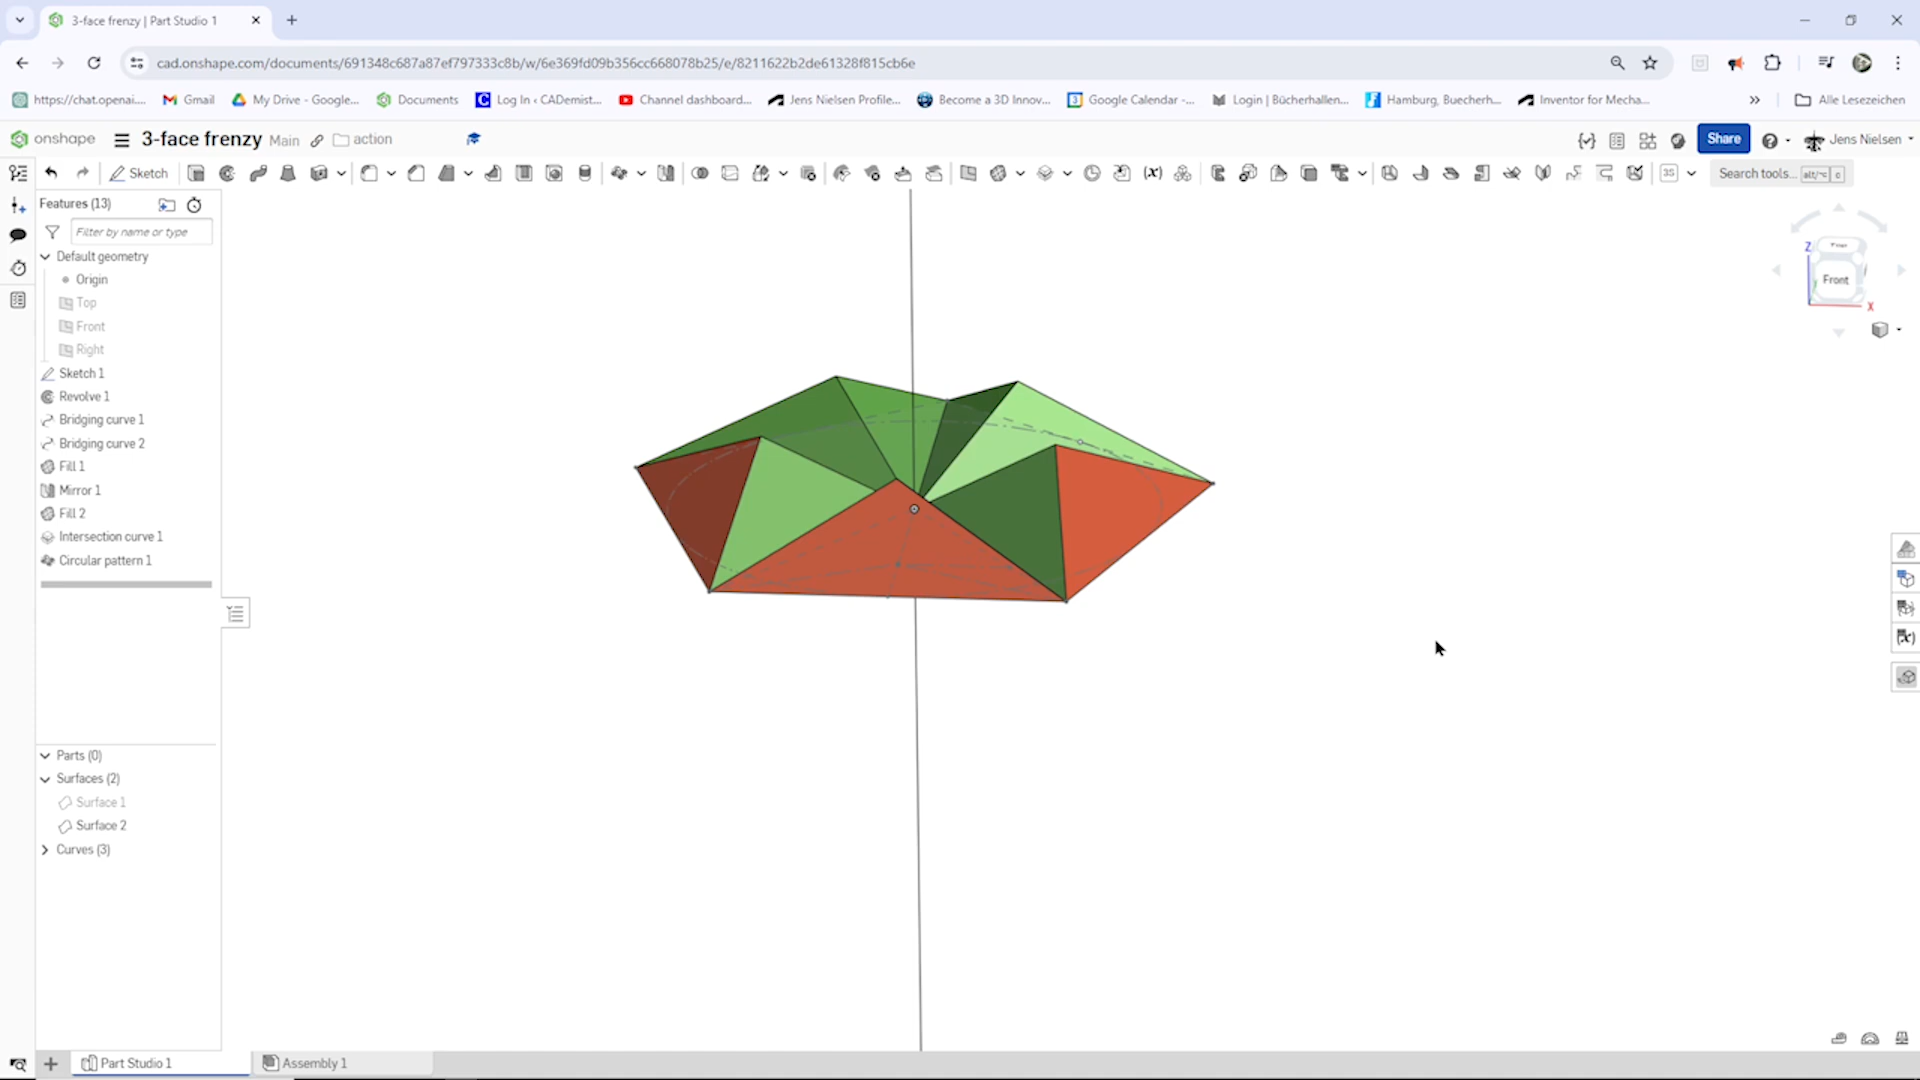 3-face frenzy | Part Studio 1
cad.onshape.com/documents/691348c687a87ef797333c8b/w/6e369fd09b356cc668078b25/e/8211622b2de61328f815cb6e
https://chat.openai....
Gmail
My Drive - Google...
Documents
Log In ‹ CADemist...
Channel dashboard...
Jens Nielsen Profile...
Become a 3D Innov...
Google Calendar -...
Login | Bücherhallen...
Hamburg, Buecherh...
Inventor for Mecha...
Alle Lesezeichen
onshape
3-face frenzy
Main
action
Share
Jens Nielsen
Sketch
Search tools...
alt/⌥
c
Features (13)
Filter by name or type
Default geometry
Origin
Top
Front
Right
Sketch 1
Revolve 1
Bridging curve 1
Bridging curve 2
Fill 1
Mirror 1
Fill 2
Intersection curve 1
Circular pattern 1
Z
Front
X
Parts (0)
Surfaces (2)
Surface 1
Surface 2
Curves (3)
Part Studio 1
Assembly 1